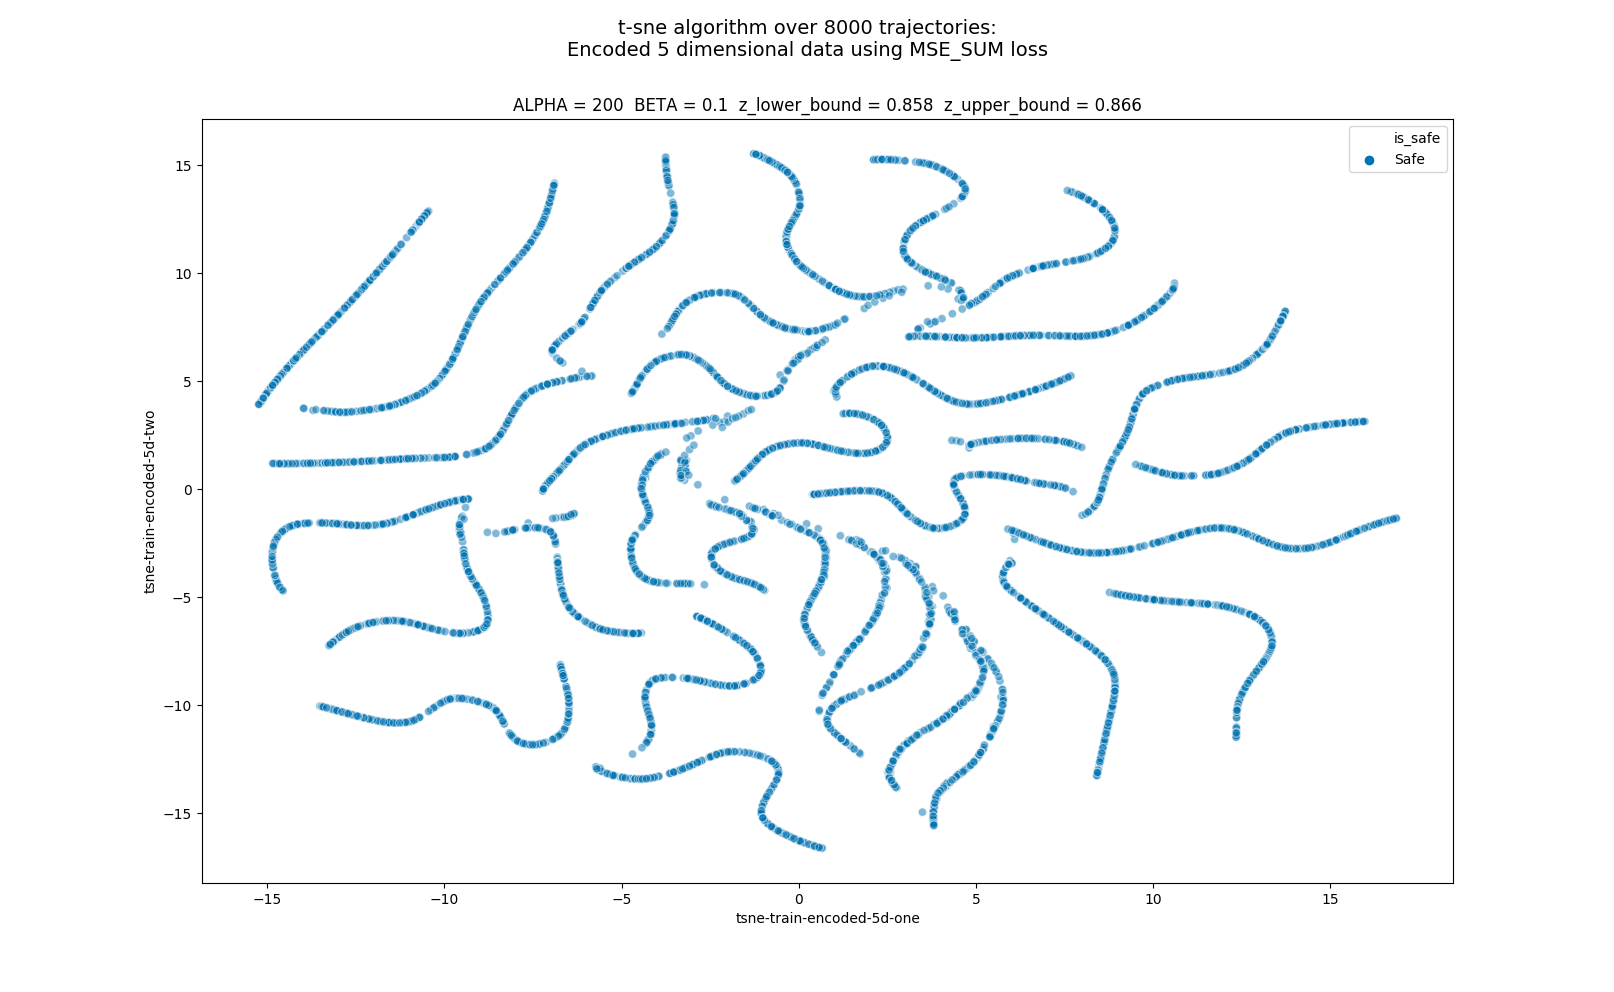 t-sne algorithm over 8000 trajectories:
Encoded 5 dimensional data using MSE_SUM loss
ALPHA = 200  BETA = 0.1  z_lower_bound = 0.858  z_upper_bound = 0.866
is_safe
Safe
15
10
5
0
−5
−10
−15
tsne-train-encoded-5d-two
−15
−10
−5
0
5
10
15
tsne-train-encoded-5d-one